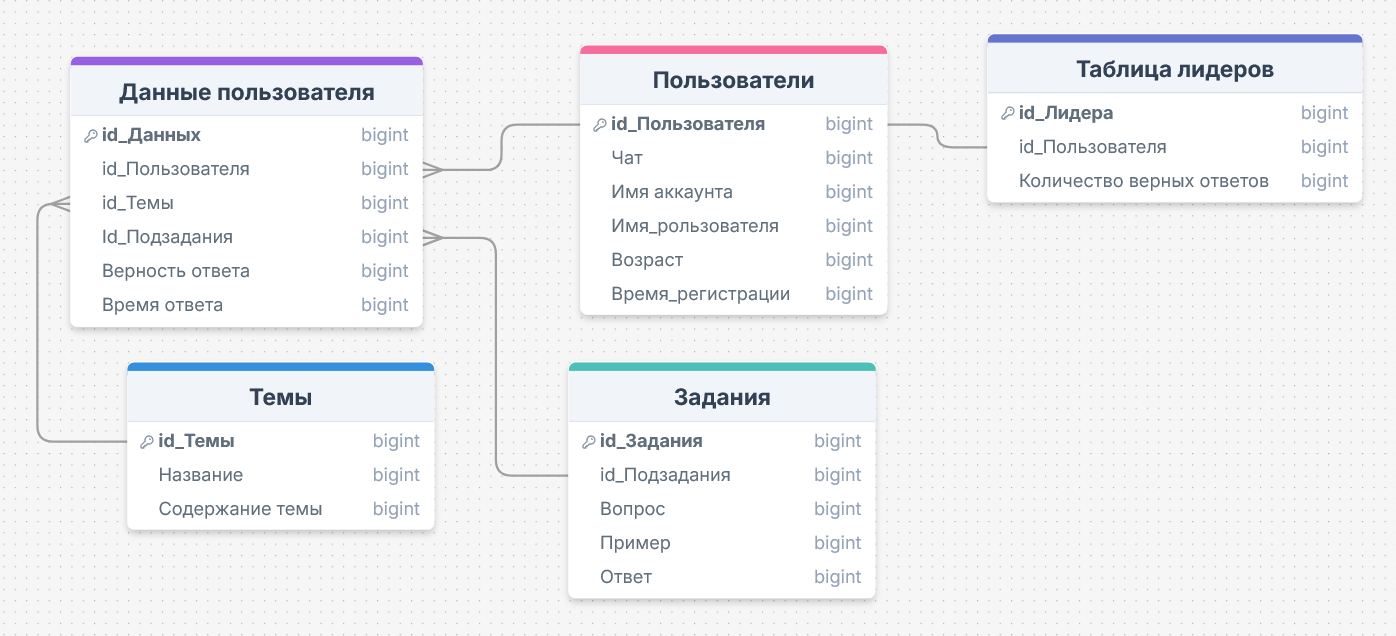 Данные пользователя
id_Данных bigint
id_Пользователя bigint
id_Темы bigint
Id_Подзадания bigint
Верность ответа bigint
Время ответа bigint
Пользователи
id_Пользователя bigint
Чат bigint
Имя аккаунта bigint
Имя_рользователя bigint
Возраст bigint
Время_регистрации bigint
Таблица лидеров
id_Лидера bigint
id_Пользователя bigint
Количество верных ответов bigint
Темы
id_Темы bigint
Название bigint
Содержание темы bigint
Задания
id_Задания bigint
id_Подзадания bigint
Вопрос bigint
Пример bigint
Ответ bigint